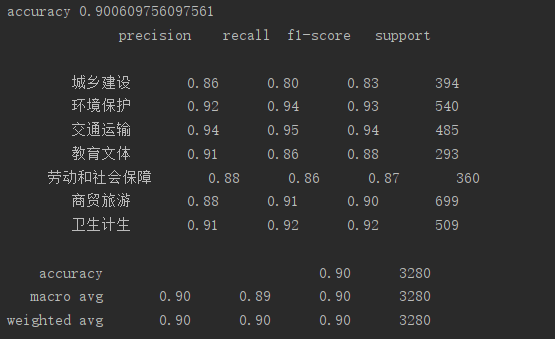 accuracy 0.900609756097561
precision recall f1-score support
城乡建设 0.86 0.80 0.83 394
环境保护 0.92 0.94 0.93 540
交通运输 0.94 0.95 0.94 485
教育文体 0.91 0.86 0.88 293
劳动和社会保障 0.88 0.86 0.87 360
商贸旅游 0.88 0.91 0.90 699
卫生计生 0.91 0.92 0.92 509
accuracy 0.90 3280
macro avg 0.90 0.89 0.90 3280
weighted avg 0.90 0.90 0.90 3280